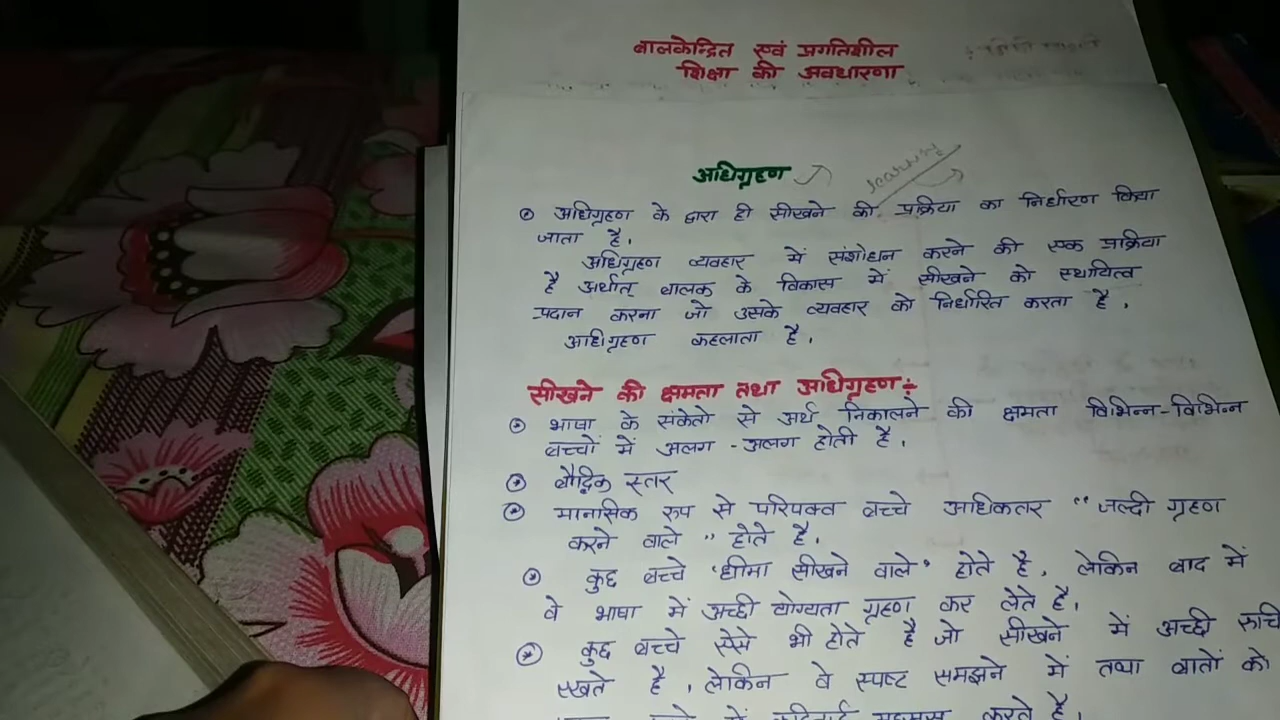 बालकेन्द्रित एवं प्रगतिशील
शिक्षा की अवधारणा
अधिग्रहण
learning
अधिग्रहण के द्वारा ही सीखने की प्रक्रिया का निर्धारण किया
जाता है.
अधिग्रहण व्यवहार में संशोधन करने की एक प्रक्रिया
है अर्थात् बालक के विकास में सीखने को स्थायित्व
प्रदान करना जो उसके व्यवहार को निर्धारित करता है.
अधिग्रहण कहलाता है.
सीखने की क्षमता तथा अधिग्रहण ÷
भाषा के संकेतो से अर्थ निकालने की क्षमता विभिन्न-विभिन्न
बच्चों में अलग-अलग होती है.
बौद्धिक स्तर
मानसिक रूप से परिपक्व बच्चे अधिकतर "जल्दी ग्रहण
करने वाले" होते है.
कुछ बच्चे 'धीमा सीखने वाले' होते है. लेकिन बाद में
वे भाषा में अच्छी योग्यता ग्रहण कर लेते है.
कुछ बच्चे ऐसे भी होते है जो सीखने में अच्छी रुचि
रखते है. लेकिन वे स्पष्ट समझने में तथा बातों को
में कठिनाई महसूस करते है.